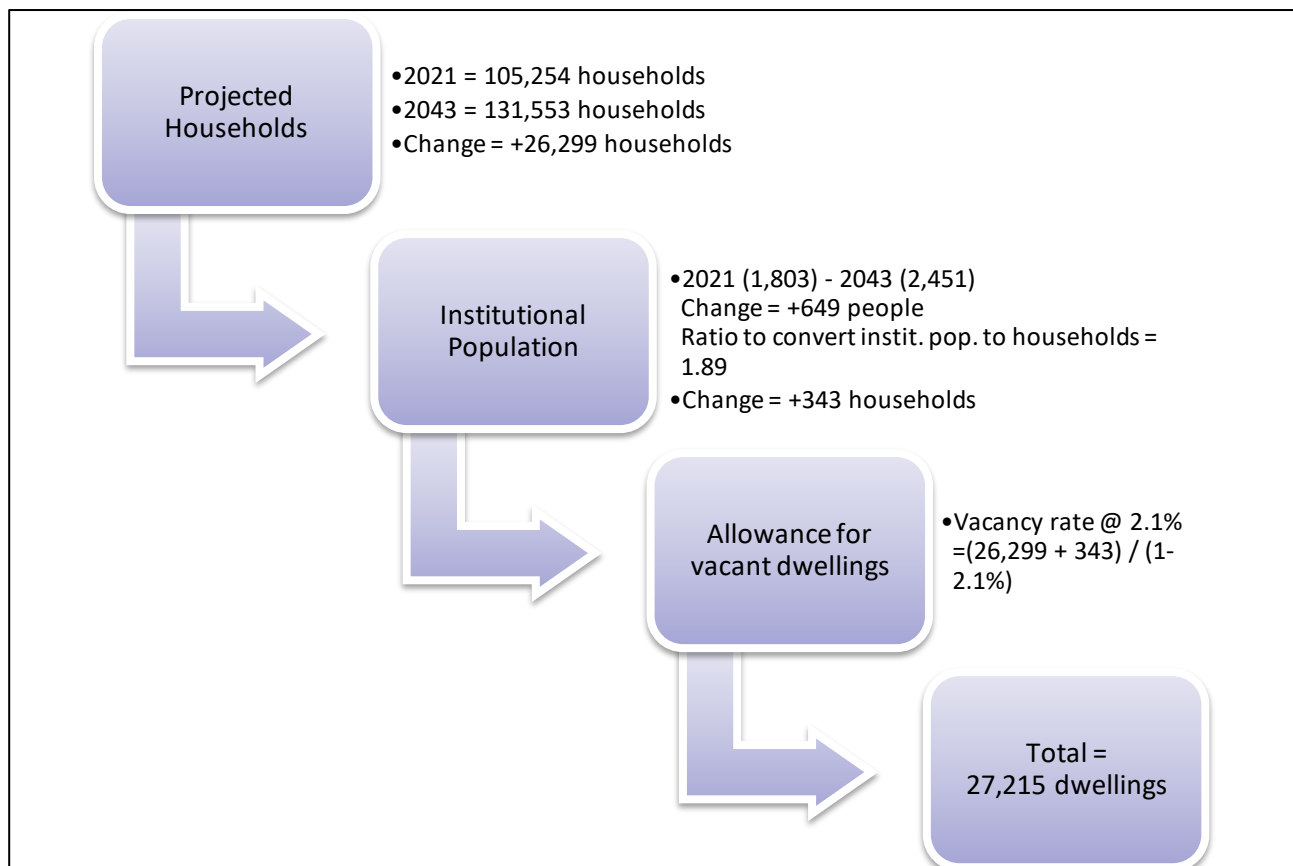 Projected
Households
•2021 = 105,254 households
•2043 = 131,553 households
•Change = +26,299 households
Institutional
Population
•2021 (1,803) - 2043 (2,451)
Change = +649 people
Ratio to convert instit. pop. to households =
1.89
•Change = +343 households
Allowance for
vacant dwellings
•Vacancy rate @ 2.1%
=(26,299 + 343) / (1-
2.1%)
Total =
27,215 dwellings